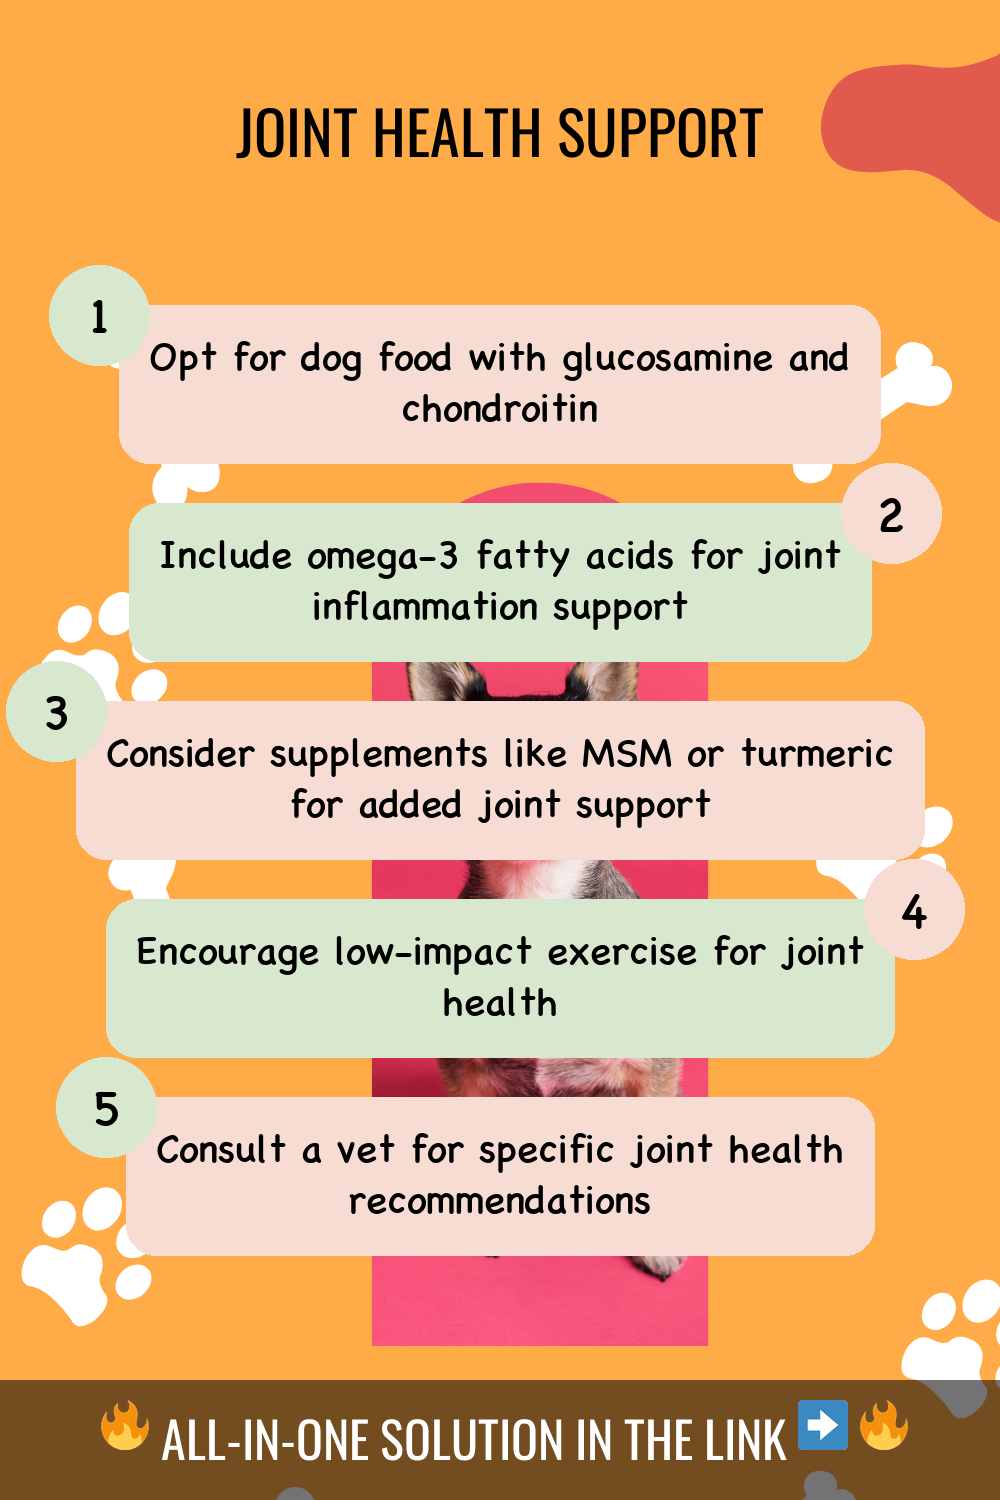 JOINT HEALTH SUPPORT
1
Opt for dog food with glucosamine and
chondroitin
2
Include omega-3 fatty acids for joint
inflammation support
3
Consider supplements like MSM or turmeric
for added joint support
4
Encourage low-impact exercise for joint
health
5
Consult a vet for specific joint health
recommendations
🔥 ALL-IN-ONE SOLUTION IN THE LINK ➡️ 🔥